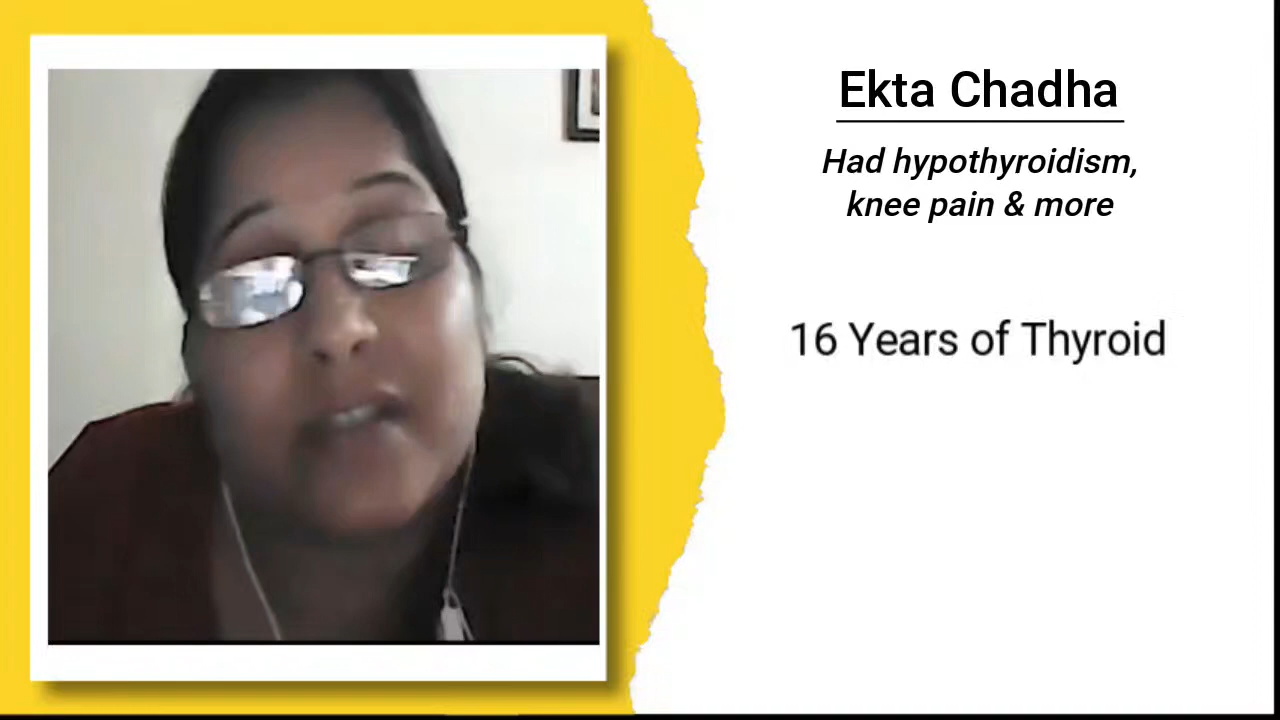 Ekta Chadha
Had hypothyroidism,
knee pain & more
16 Years of Thyroid